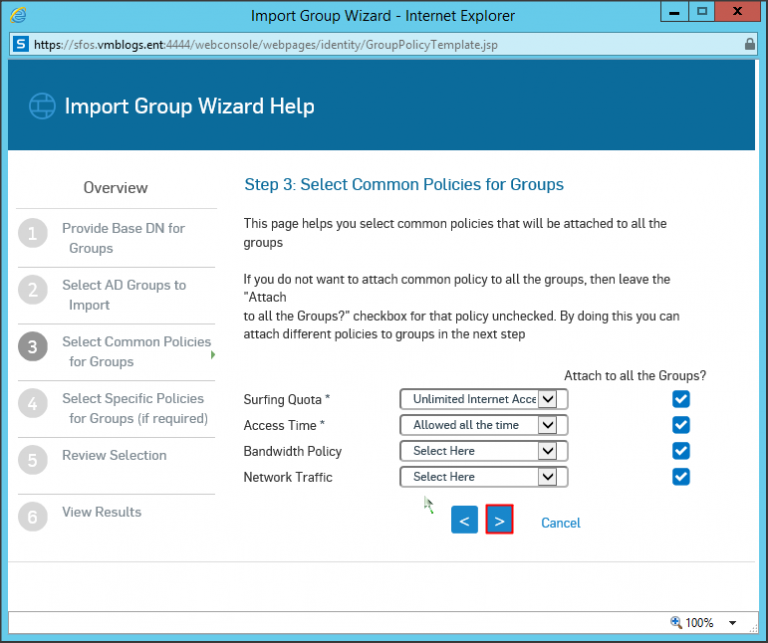 Import Group Wizard - Internet Explorer
S https://sfos.vmblogs.ent:4444/webconsole/webpages/identity/GroupPolicyTemplate.jsp
Import Group Wizard Help
Overview
1 Provide Base DN for
Groups
2 Select AD Groups to
Import
3 Select Common Policies
for Groups
4 Select Specific Policies
for Groups (if required)
5 Review Selection
6 View Results
Step 3: Select Common Policies for Groups
This page helps you select common policies that will be attached to all the
groups
If you do not want to attach common policy to all the groups, then leave the
"Attach
to all the Groups?" checkbox for that policy unchecked. By doing this you can
attach different policies to groups in the next step
Attach to all the Groups?
Surfing Quota * Unlimited Internet Acce
Access Time * Allowed all the time
Bandwidth Policy Select Here
Network Traffic Select Here
< > Cancel
100%